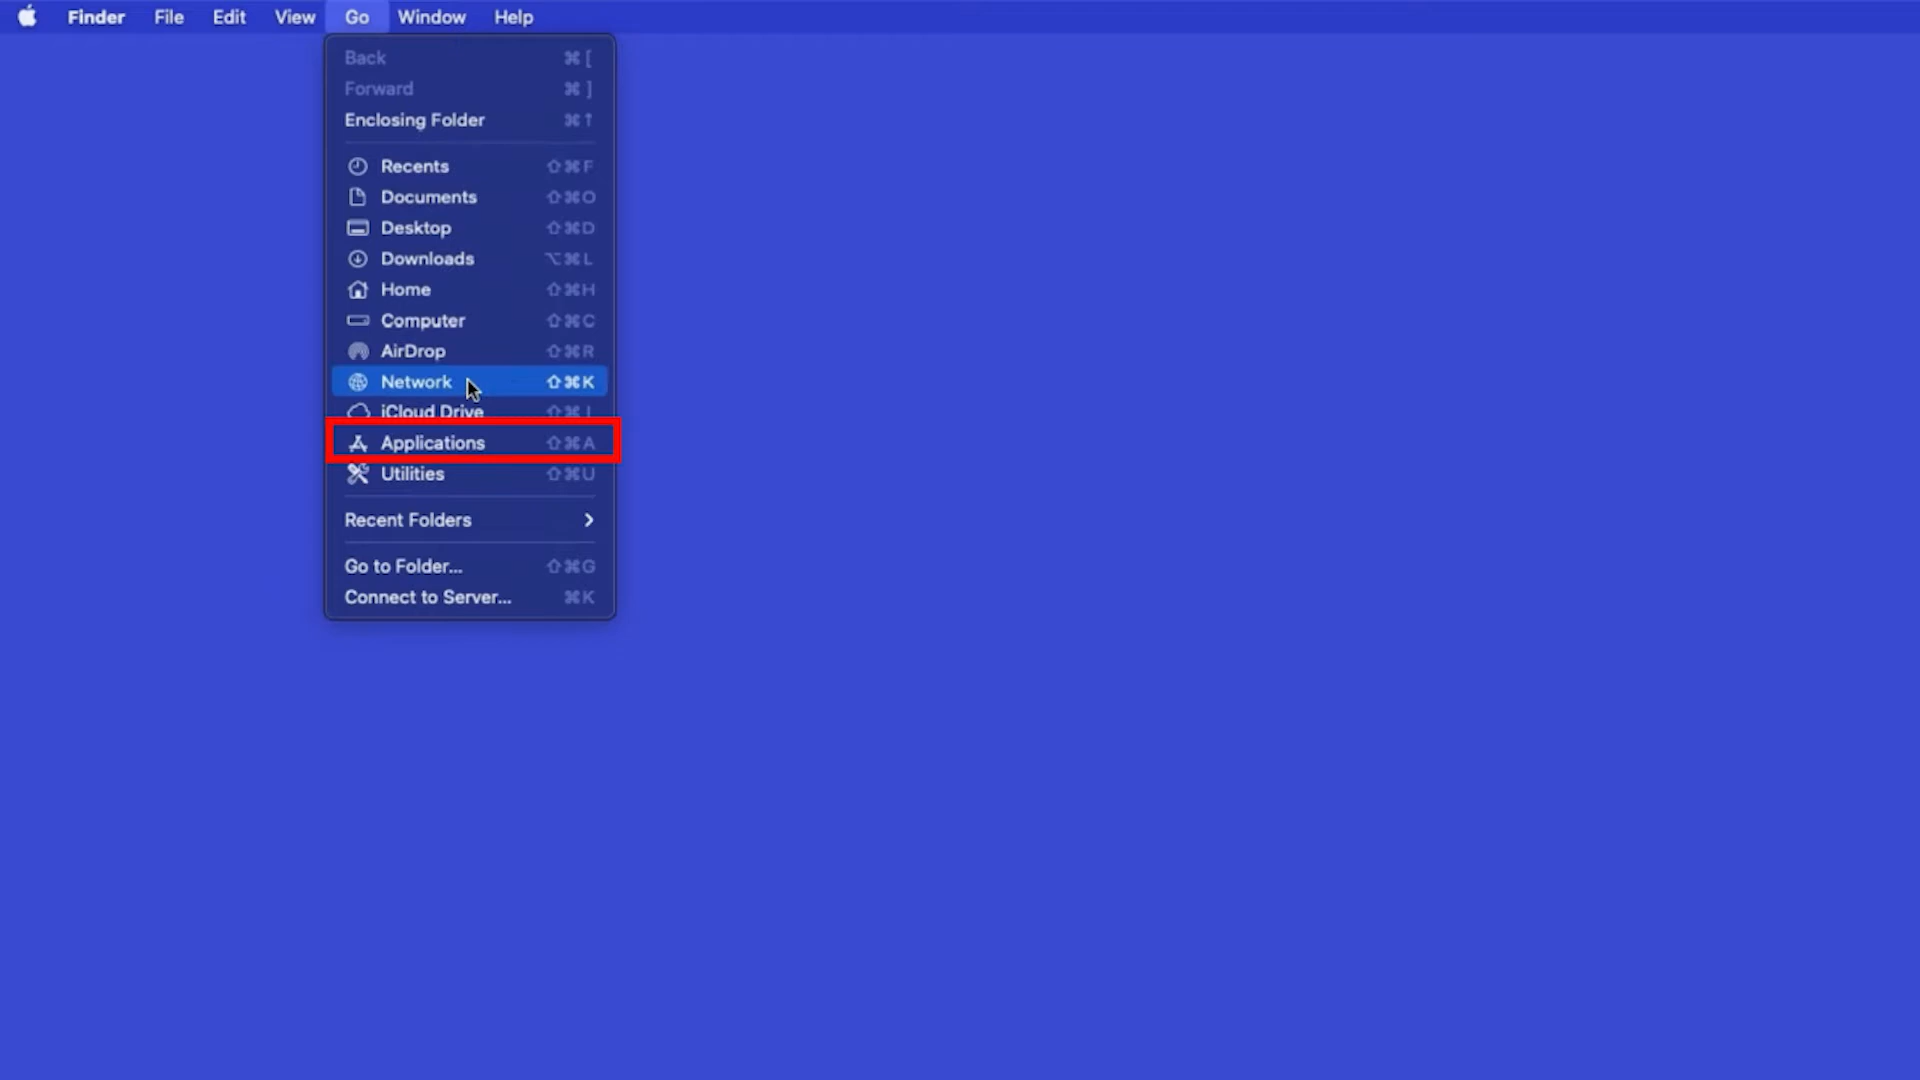 Finder File Edit View Go Window Help
Back ⌘ [
Forward ⌘ ]
Enclosing Folder ⌘ ↑
Recents ⇧ ⌘ F
Documents ⇧ ⌘ O
Desktop ⇧ ⌘ D
Downloads ⌥ ⌘ L
Home ⇧ ⌘ H
Computer ⇧ ⌘ C
AirDrop ⇧ ⌘ R
Network ⇧ ⌘ K
iCloud Drive ⇧ ⌘ I
Applications ⇧ ⌘ A
Utilities ⇧ ⌘ U
Recent Folders
Go to Folder... ⇧ ⌘ G
Connect to Server... ⌘ K